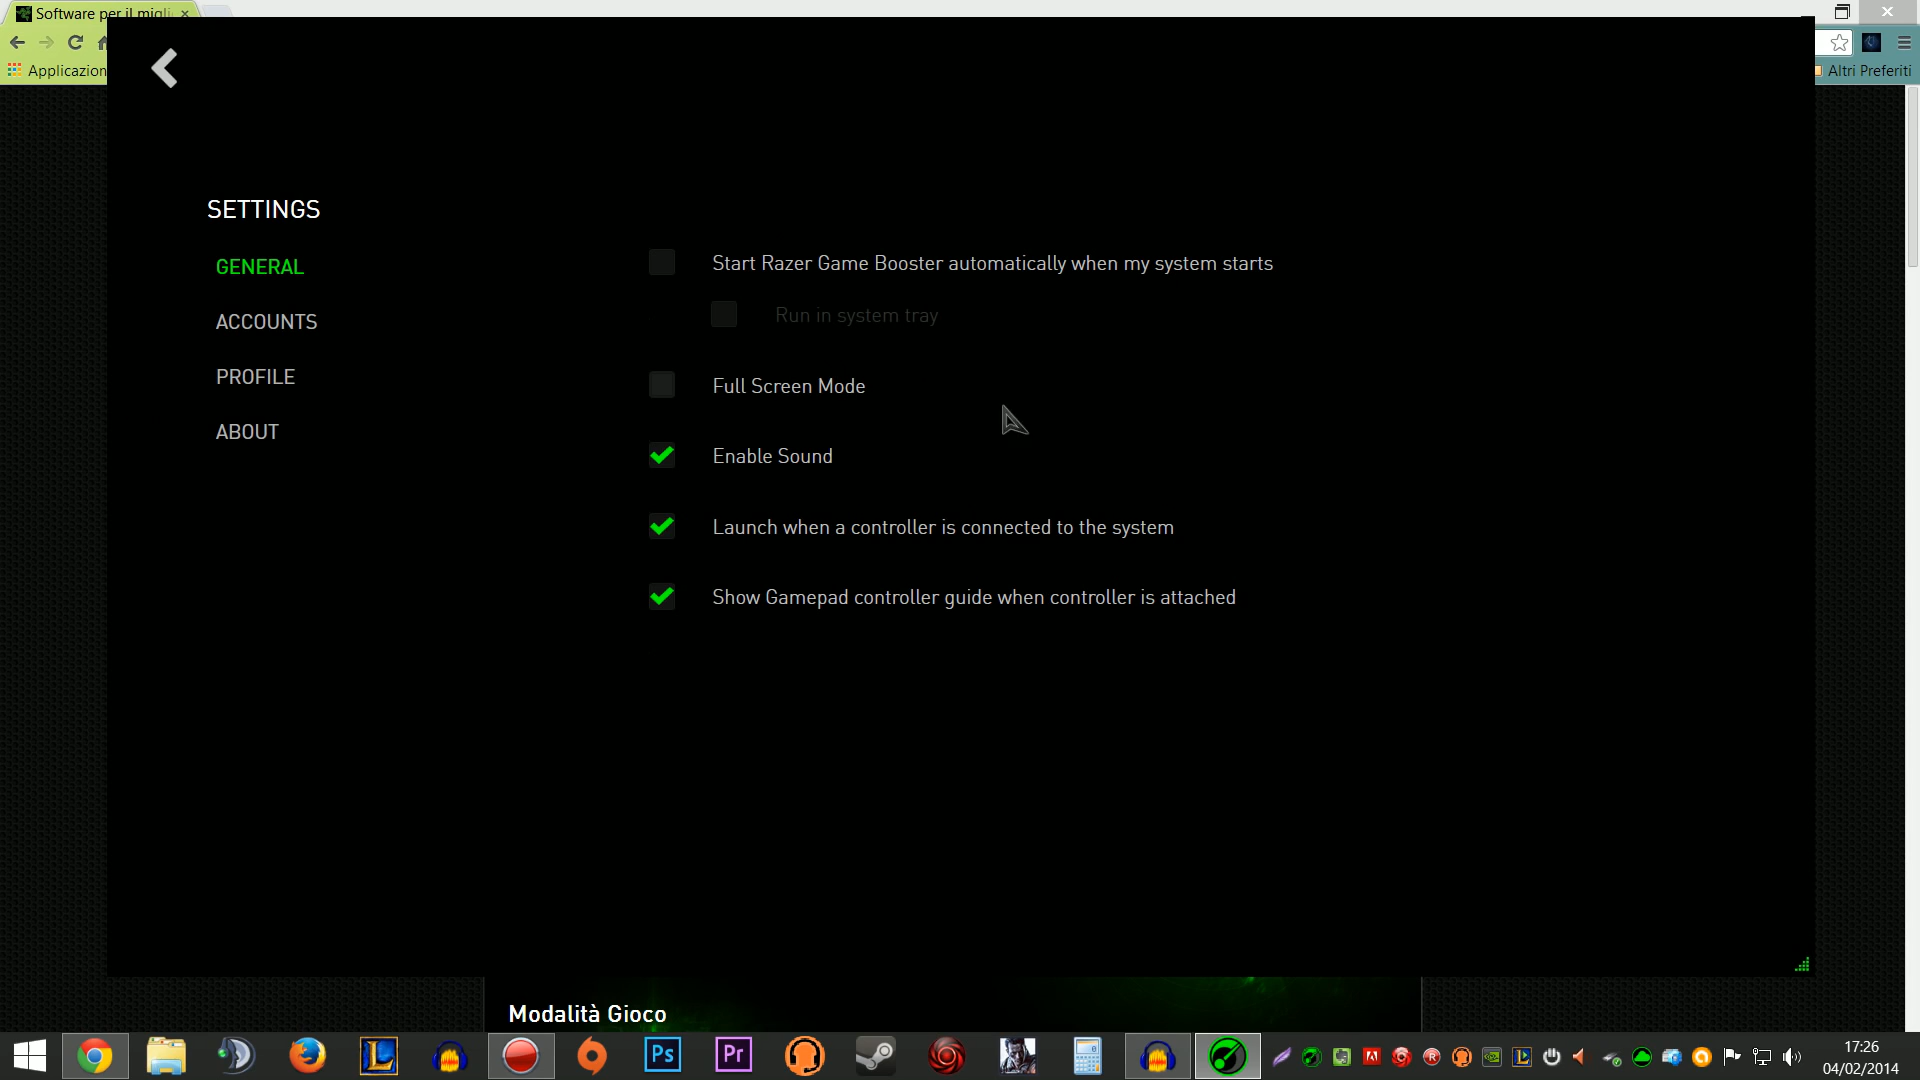 Software per il migli
Applicazion
Altri Preferiti
SETTINGS
GENERAL
ACCOUNTS
PROFILE
ABOUT
Start Razer Game Booster automatically when my system starts
Run in system tray
Full Screen Mode
Enable Sound
Launch when a controller is connected to the system
Show Gamepad controller guide when controller is attached
Modalità Gioco
Ps
Pr
17:26
04/02/2014